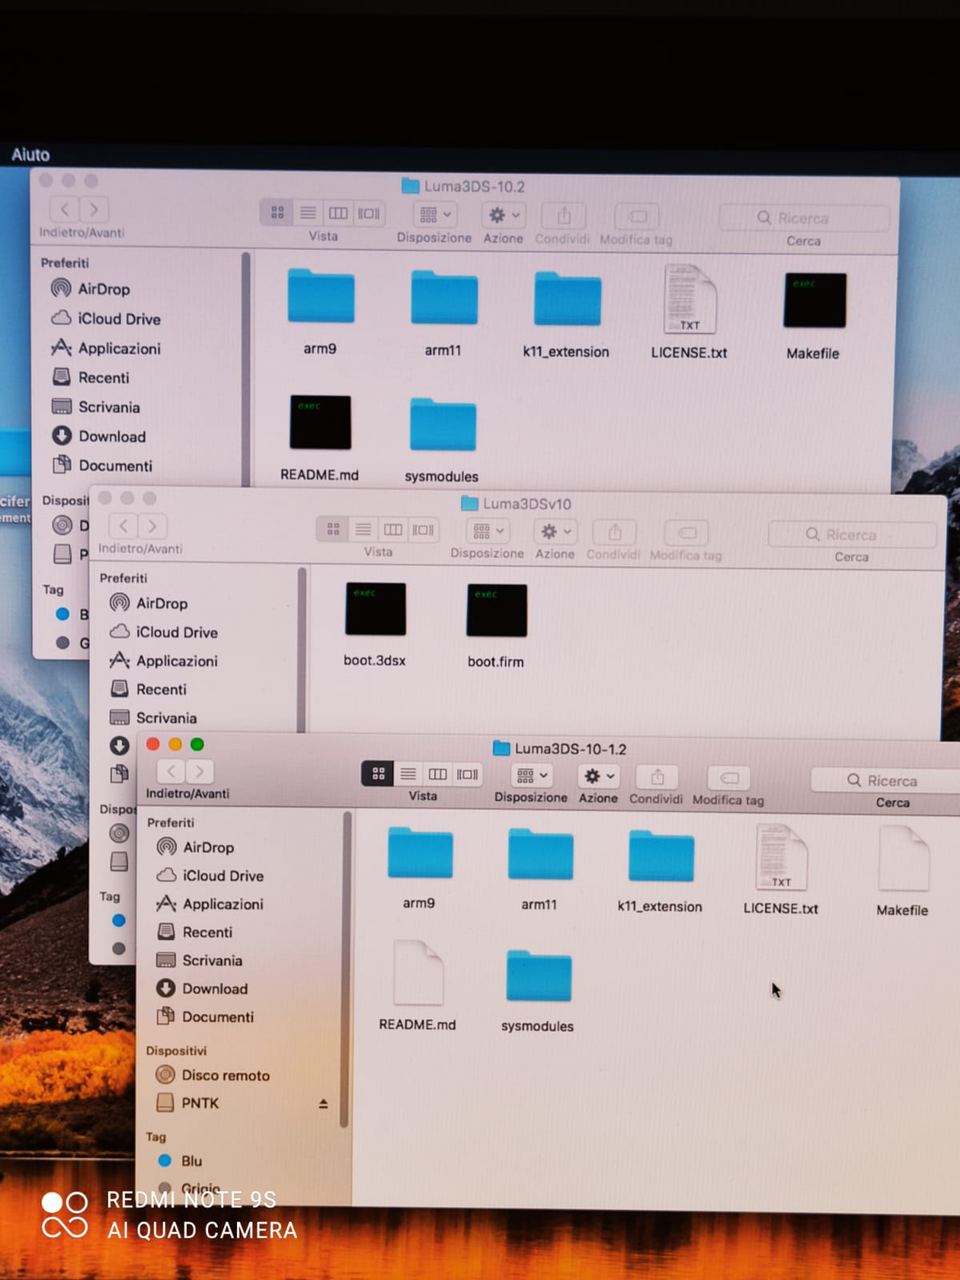 Aiuto
Luma3DS-10.2
Ricerca
Indietro/Avanti
Vista
Disposizione
Azione
Condividi
Modifica tag
Cerca
Preferiti
AirDrop
iCloud Drive
Applicazioni
Recenti
Scrivania
Download
Documenti
Disposi
D
P
Tag
B
G
arm9
arm11
k11_extension
TXT
LICENSE.txt
exec
Makefile
exec
README.md
sysmodules
cifer
ement
Luma3DSv10
Ricerca
Indietro/Avanti
Vista
Disposizione
Azione
Condividi
Modifica tag
Cerca
Preferiti
AirDrop
iCloud Drive
Applicazioni
Recenti
Scrivania
Dispos
Tag
exec
boot.3dsx
exec
boot.firm
Luma3DS-10-1.2
Ricerca
Indietro/Avanti
Vista
Disposizione
Azione
Condividi
Modifica tag
Cerca
Preferiti
AirDrop
iCloud Drive
Applicazioni
Recenti
Scrivania
Download
Documenti
Dispositivi
Disco remoto
PNTK
Tag
Blu
Grigio
arm9
arm11
k11_extension
TXT
LICENSE.txt
Makefile
README.md
sysmodules
REDMI NOTE 9S
AI QUAD CAMERA